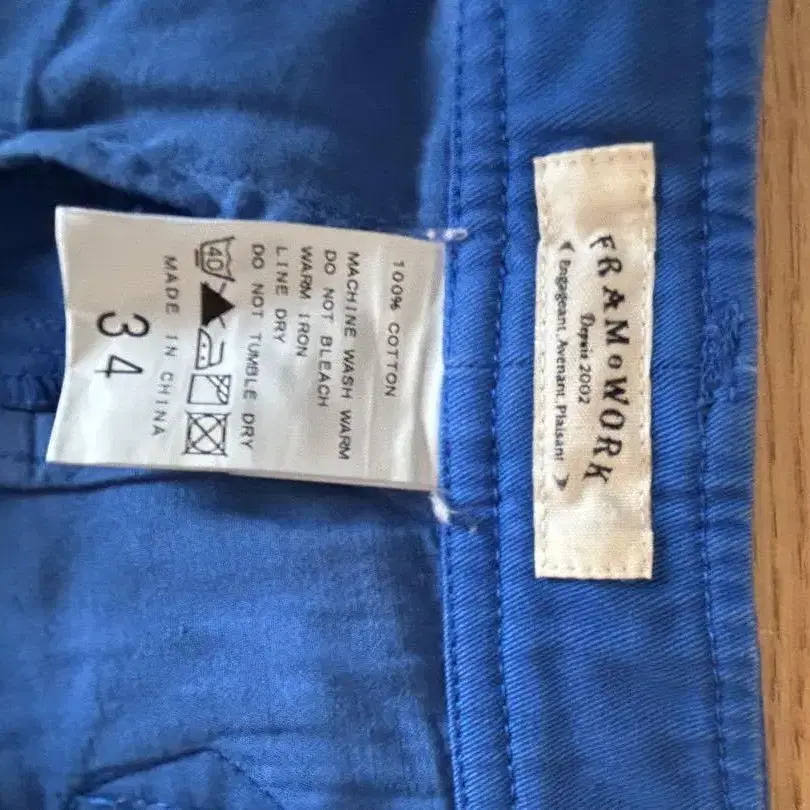 FRAMeWORK
Depuis 2002
Engageant, Avenant, Plaisant
100% COTTON
MACHINE WASH WARM
DO NOT BLEACH
WARM IRON
LINE DRY
DO NOT TUMBLE DRY
40
MADE IN CHINA
34